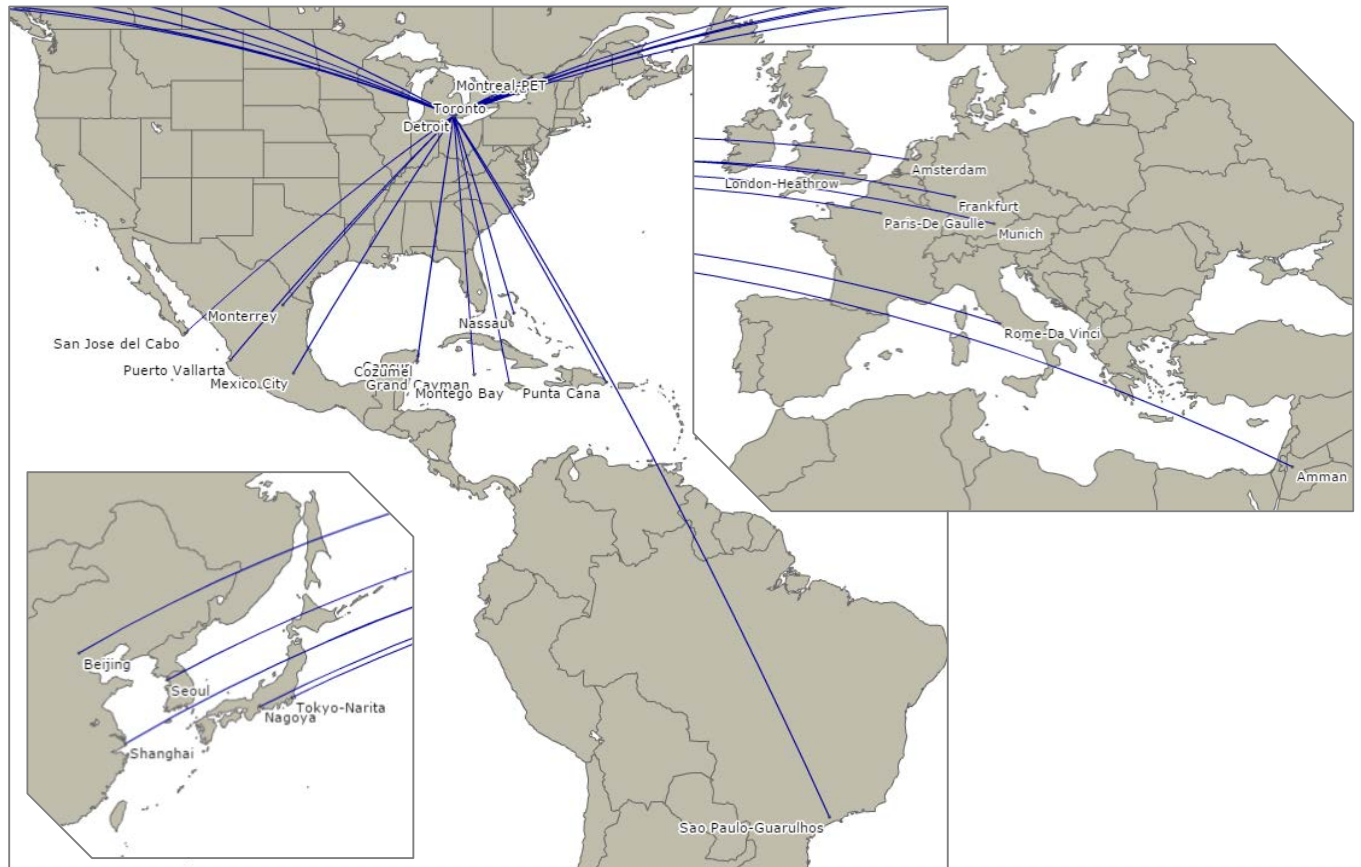 Montreal-PET
Toronto
Detroit
Monterrey
San Jose del Cabo
Puerto Vallarta
Mexico City
Nassau
Cancun
Cozumel
Grand Cayman
Montego Bay
Punta Cana
Sao Paulo-Guarulhos
Amsterdam
London-Heathrow
Frankfurt
Paris-De Gaulle
Munich
Rome-Da Vinci
Amman
Beijing
Seoul
Tokyo-Narita
Nagoya
Shanghai